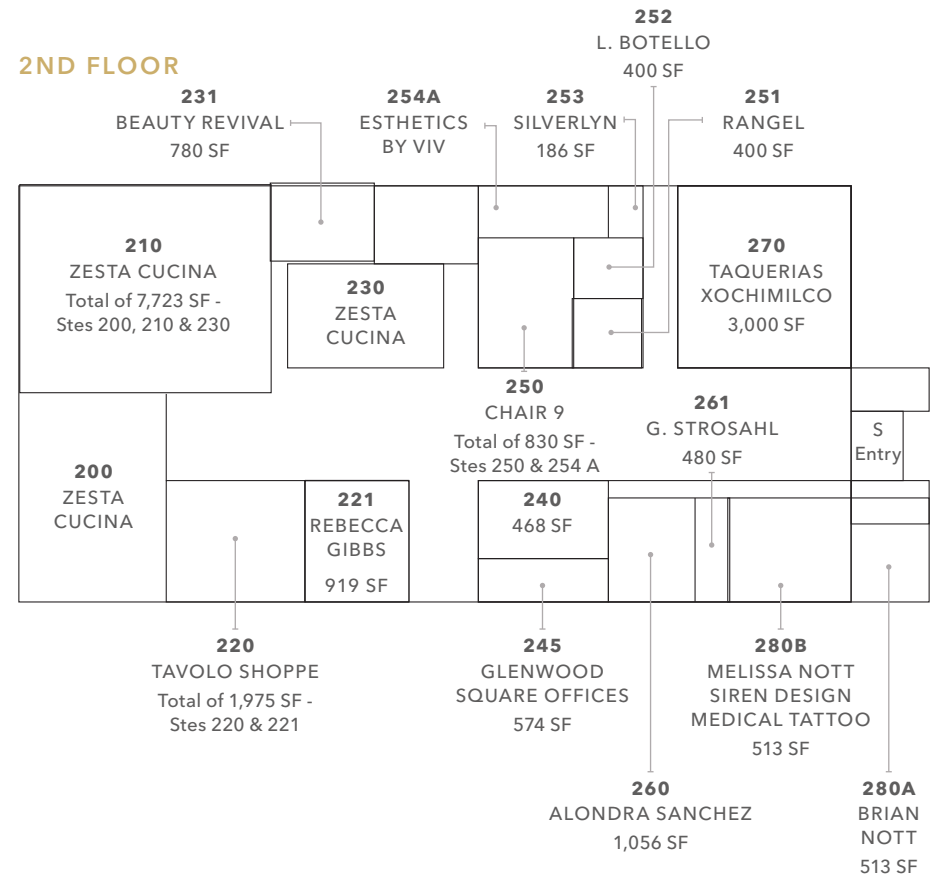 2ND FLOOR
252
L. BOTELLO
400 SF
231
BEAUTY REVIVAL
780 SF
254A
ESTHETICS
BY VIV
253
SILVERLYN
186 SF
251
RANGEL
400 SF
210
ZESTA CUCINA
Total of 7,723 SF -
Stes 200, 210 & 230
230
ZESTA
CUCINA
270
TAQUERIAS
XOCHIMILCO
3,000 SF
250
CHAIR 9
Total of 830 SF -
Stes 250 & 254 A
261
G. STROSAHL
480 SF
S
Entry
200
ZESTA
CUCINA
221
REBECCA
GIBBS
919 SF
240
468 SF
220
TAVOLO SHOPPE
Total of 1,975 SF -
Stes 220 & 221
245
GLENWOOD
SQUARE OFFICES
574 SF
280B
MELISSA NOTT
SIREN DESIGN
MEDICAL TATTOO
513 SF
260
ALONDRA SANCHEZ
1,056 SF
280A
BRIAN
NOTT
513 SF